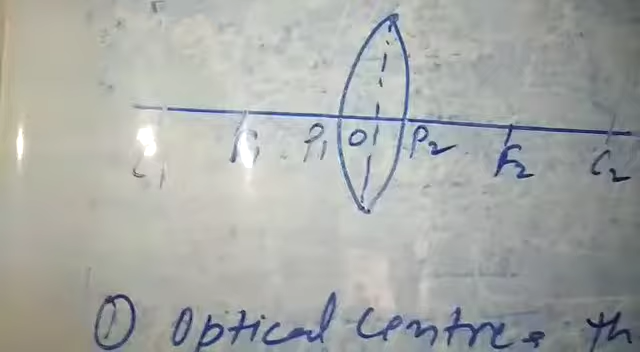 C1 F1 P1 O P2 F2 C2
① Optical centre = th